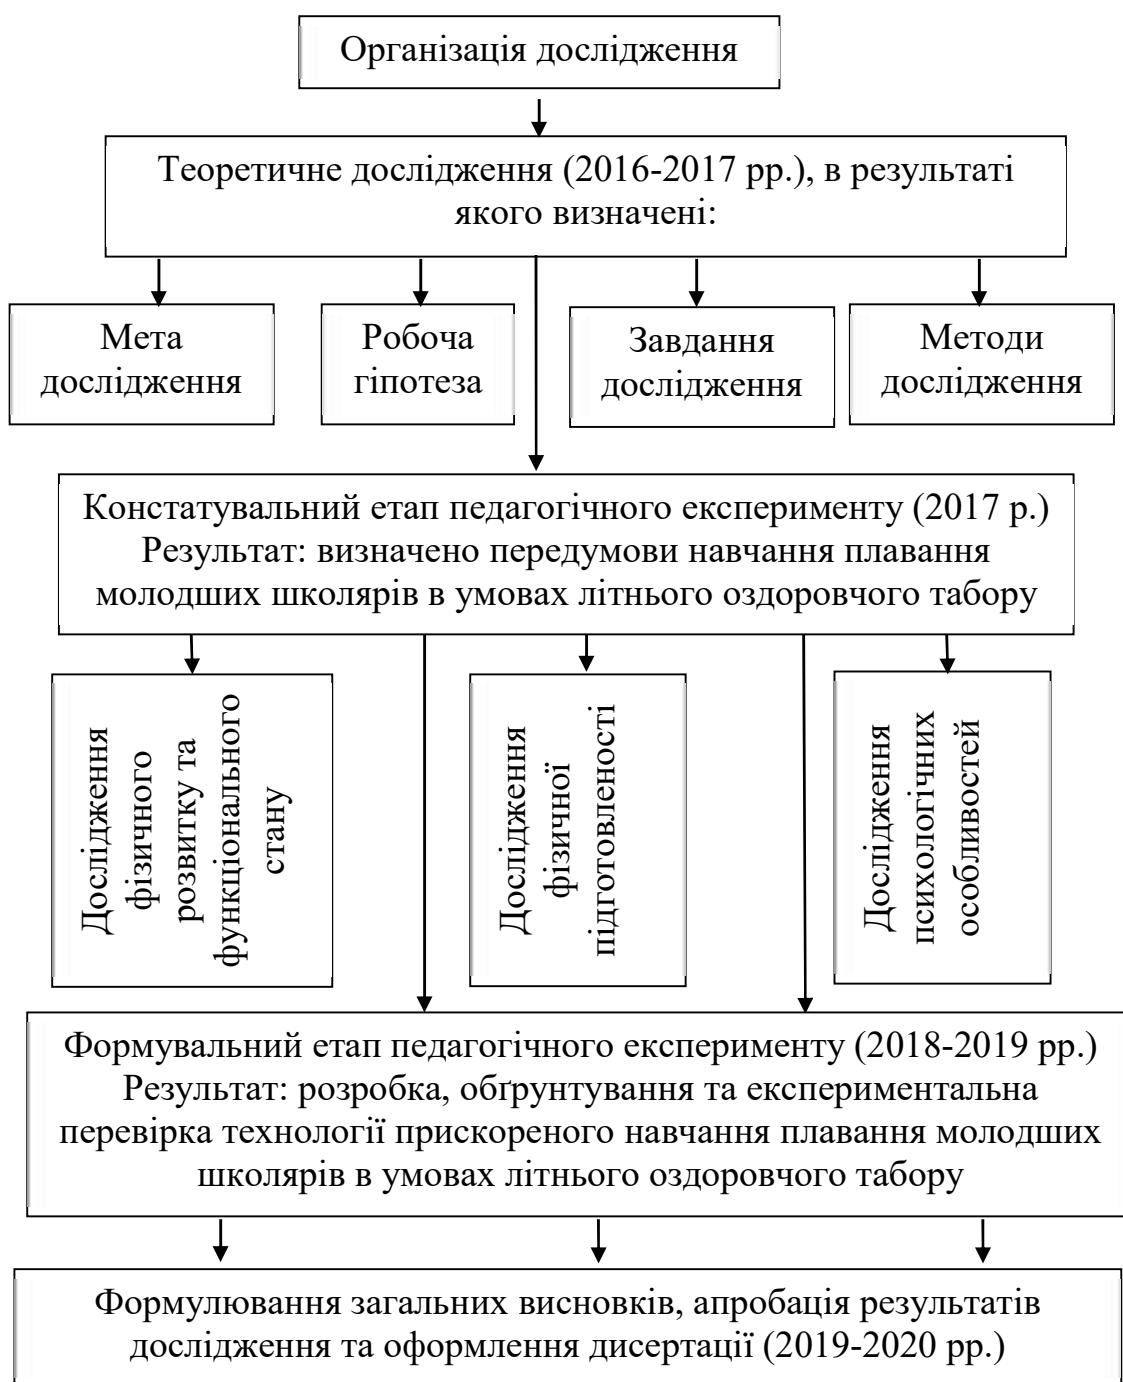 Організація дослідження
Теоретичне дослідження (2016-2017 рр.), в результаті
якого визначені:
Мета
дослідження
Робоча
гіпотеза
Завдання
дослідження
Методи
дослідження
Констатувальний етап педагогічного експерименту (2017 р.)
Результат: визначено передумови навчання плавання
молодших школярів в умовах літнього оздоровчого табору
Дослідження
фізичного
розвитку та
функціонального
стану
Дослідження
фізичної
підготовленості
Дослідження
психологічних
особливостей
Формувальний етап педагогічного експерименту (2018-2019 рр.)
Результат: розробка, обґрунтування та експериментальна
перевірка технології прискореного навчання плавання молодших
школярів в умовах літнього оздоровчого табору
Формулювання загальних висновків, апробація результатів
дослідження та оформлення дисертації (2019-2020 рр.)